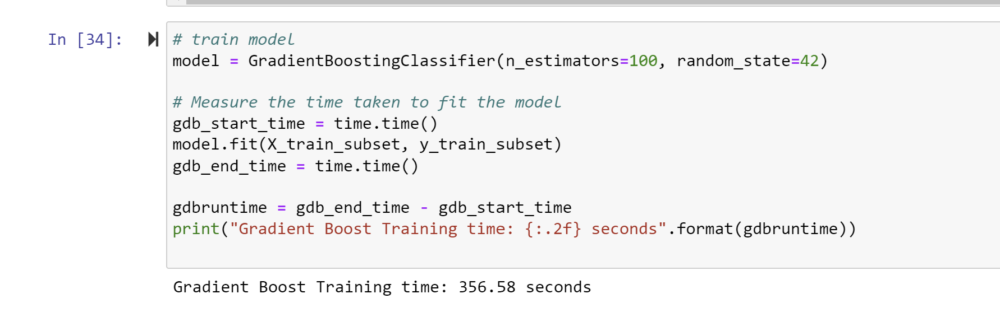 In [34]:
# train model
model = GradientBoostingClassifier(n_estimators=100, random_state=42)
# Measure the time taken to fit the model
gdb_start_time = time.time()
model.fit(X_train_subset, y_train_subset)
gdb_end_time = time.time()
gdbruntime = gdb_end_time - gdb_start_time
print("Gradient Boost Training time: {:.2f} seconds".format(gdbruntime))
Gradient Boost Training time: 356.58 seconds